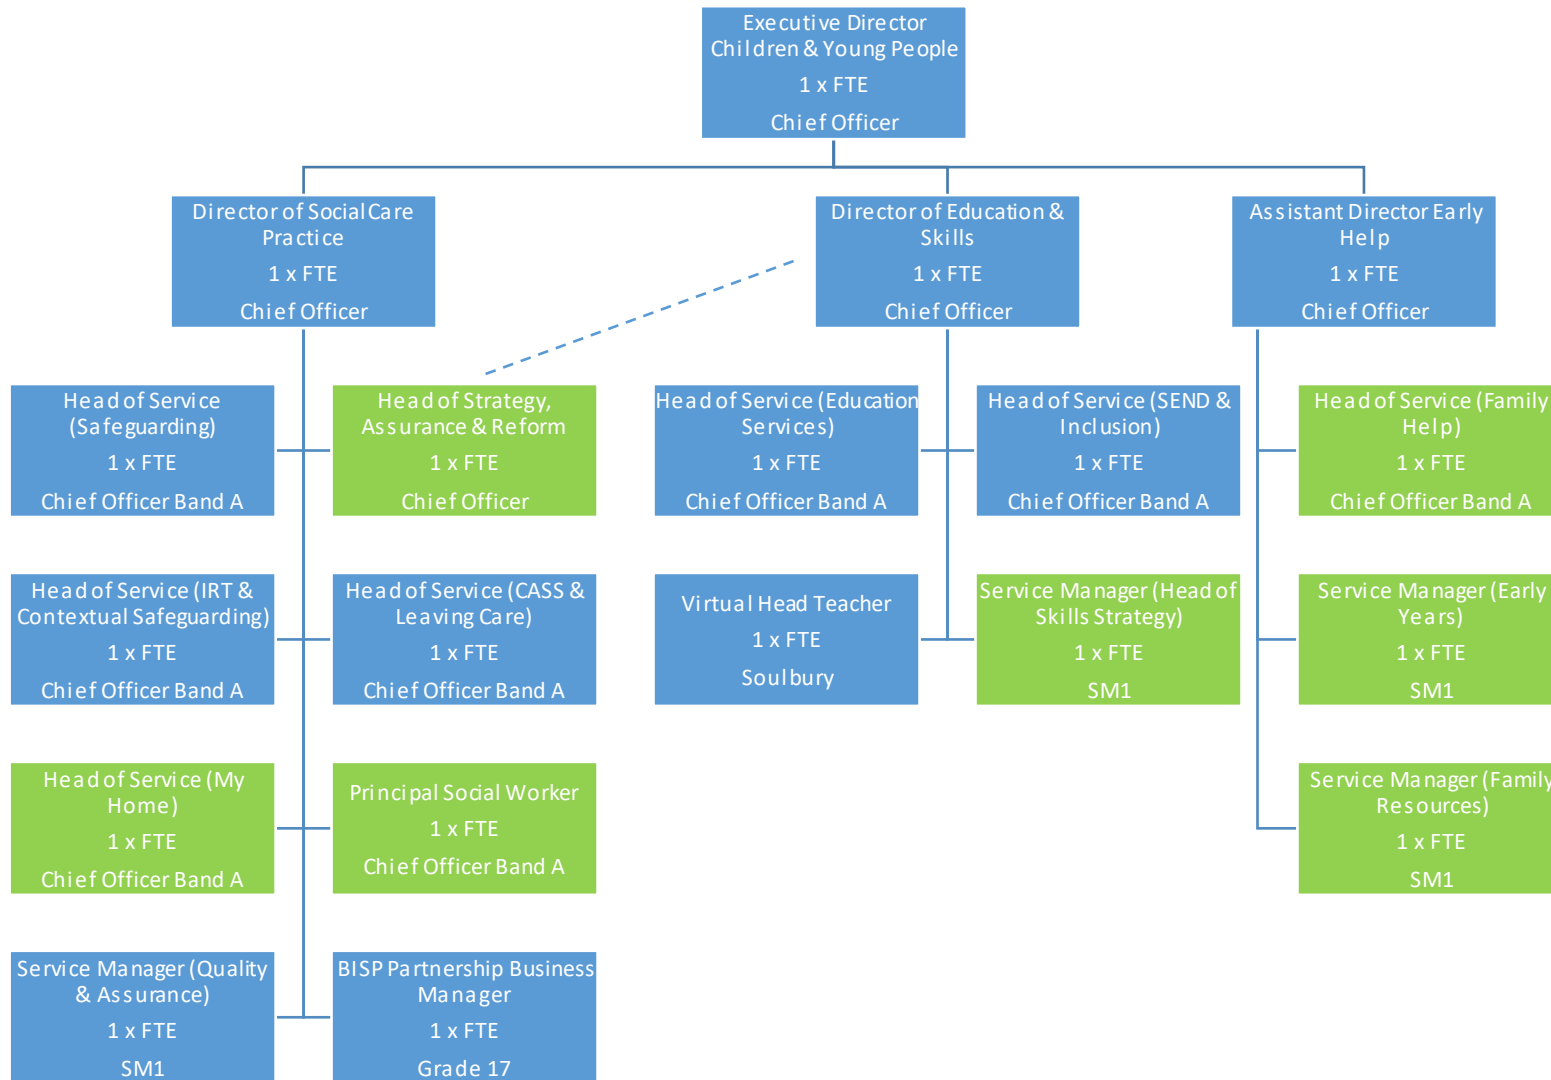 Executive Director
Children & Young People
1 x FTE
Chief Officer
Director of Social Care
Practice
1 x FTE
Chief Officer
Director of Education &
Skills
1 x FTE
Chief Officer
Assistant Director Early
Help
1 x FTE
Chief Officer
Head of Service
(Safeguarding)
1 x FTE
Chief Officer Band A
Head of Strategy,
Assurance & Reform
1 x FTE
Chief Officer
Head of Service (Education
Services)
1 x FTE
Chief Officer Band A
Head of Service (SEND &
Inclusion)
1 x FTE
Chief Officer Band A
Head of Service (Family
Help)
1 x FTE
Chief Officer Band A
Head of Service (IRT &
Contextual Safeguarding)
1 x FTE
Chief Officer Band A
Head of Service (CASS &
Leaving Care)
1 x FTE
Chief Officer Band A
Virtual Head Teacher
1 x FTE
Soulbury
Service Manager (Head of
Skills Strategy)
1 x FTE
SM1
Service Manager (Early
Years)
1 x FTE
SM1
Head of Service (My
Home)
1 x FTE
Chief Officer Band A
Principal Social Worker
1 x FTE
Chief Officer Band A
Service Manager (Family
Resources)
1 x FTE
SM1
Service Manager (Quality
& Assurance)
1 x FTE
SM1
BISP Partnership Business
Manager
1 x FTE
Grade 17